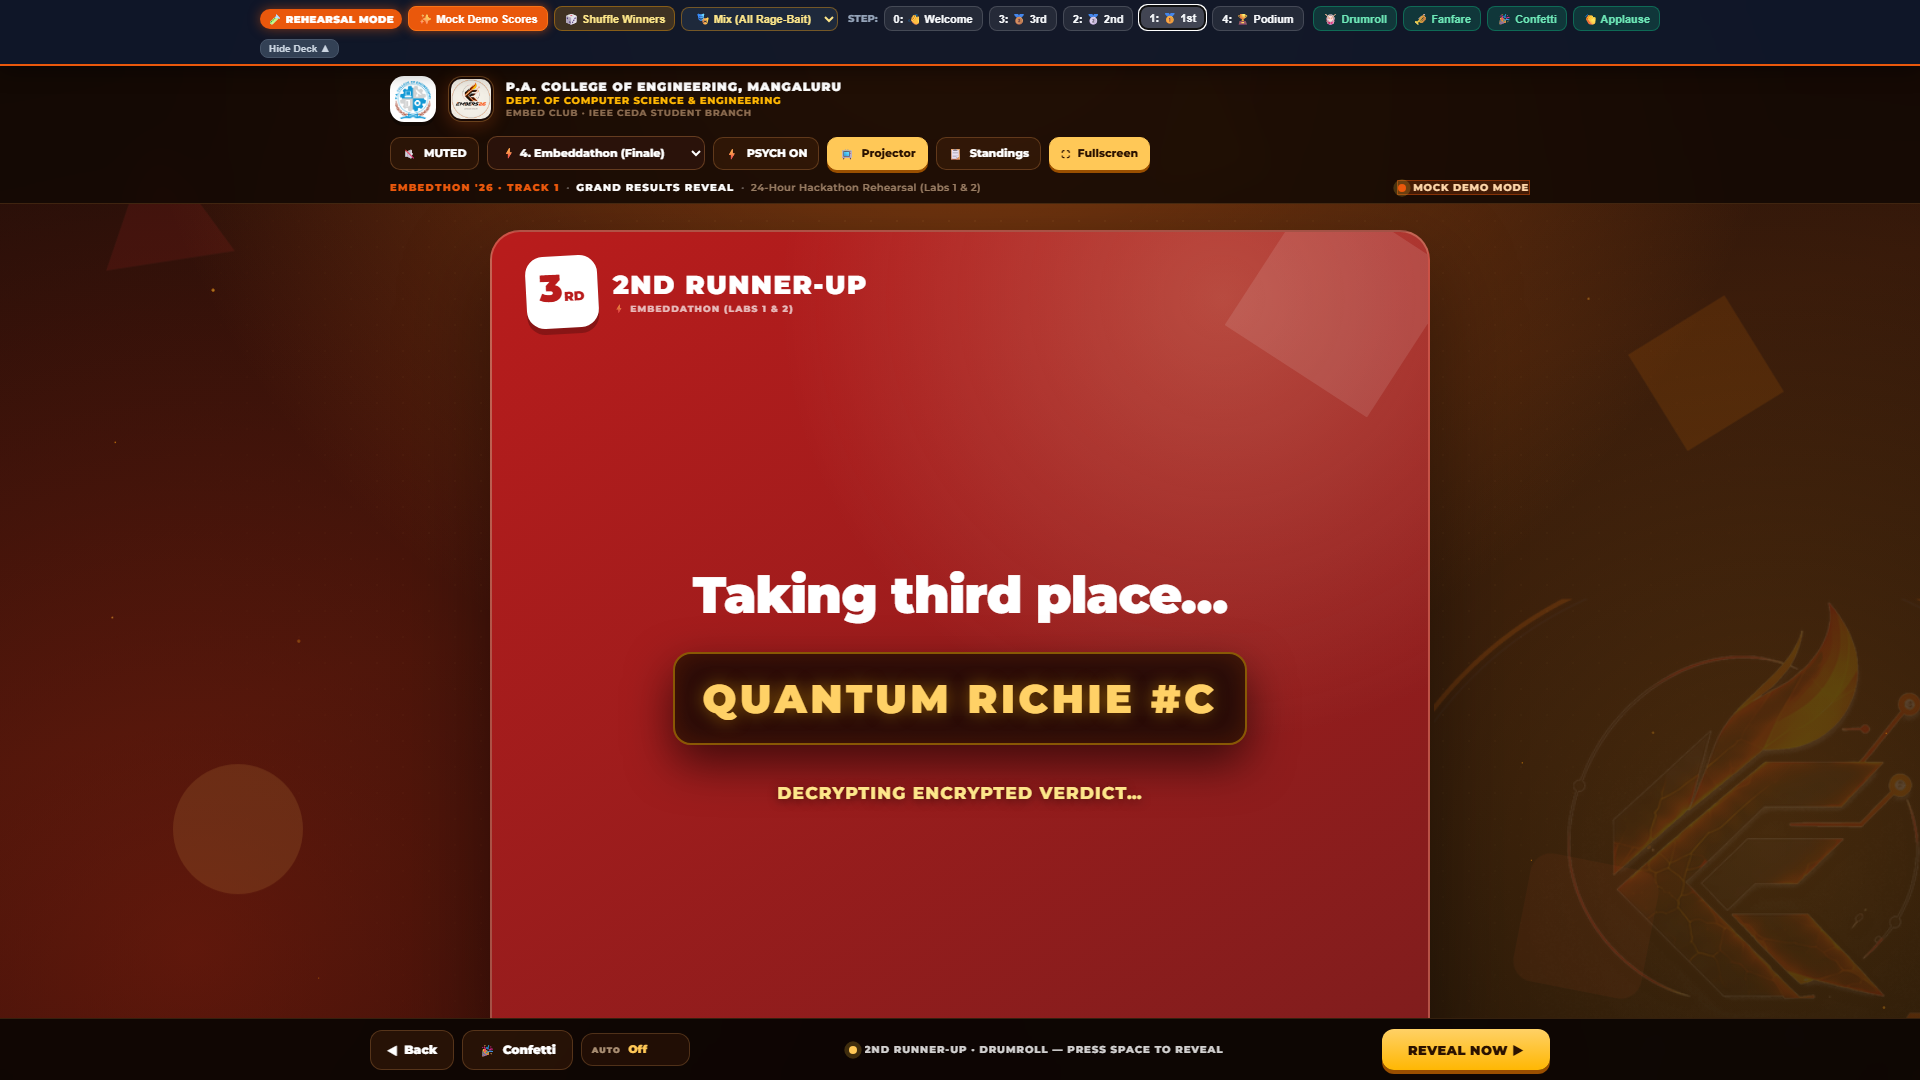 REHEARSAL MODE
Mock Demo Scores
Shuffle Winners
Mix (All Rage-Bait)
STEP:
0: Welcome
3: 3rd
2: 2nd
1: 1st
4: Podium
Drumroll
Fanfare
Confetti
Applause
Hide Deck ▲
P.A. COLLEGE OF ENGINEERING, MANGALURU
DEPT. OF COMPUTER SCIENCE & ENGINEERING
EMBED CLUB · IEEE CEDA STUDENT BRANCH
MUTED
4. Embeddathon (Finale)
PSYCH ON
Projector
Standings
Fullscreen
EMBEDTHON '26 · TRACK 1 · GRAND RESULTS REVEAL · 24-Hour Hackathon Rehearsal (Labs 1 & 2)
MOCK DEMO MODE
3RD
2ND RUNNER-UP
EMBEDDATHON (LABS 1 & 2)
Taking third place...
QUANTUM RICHIE #C
DECRYPTING ENCRYPTED VERDICT...
◀ Back
Confetti
AUTO Off
2ND RUNNER-UP · DRUMROLL — PRESS SPACE TO REVEAL
REVEAL NOW ▶